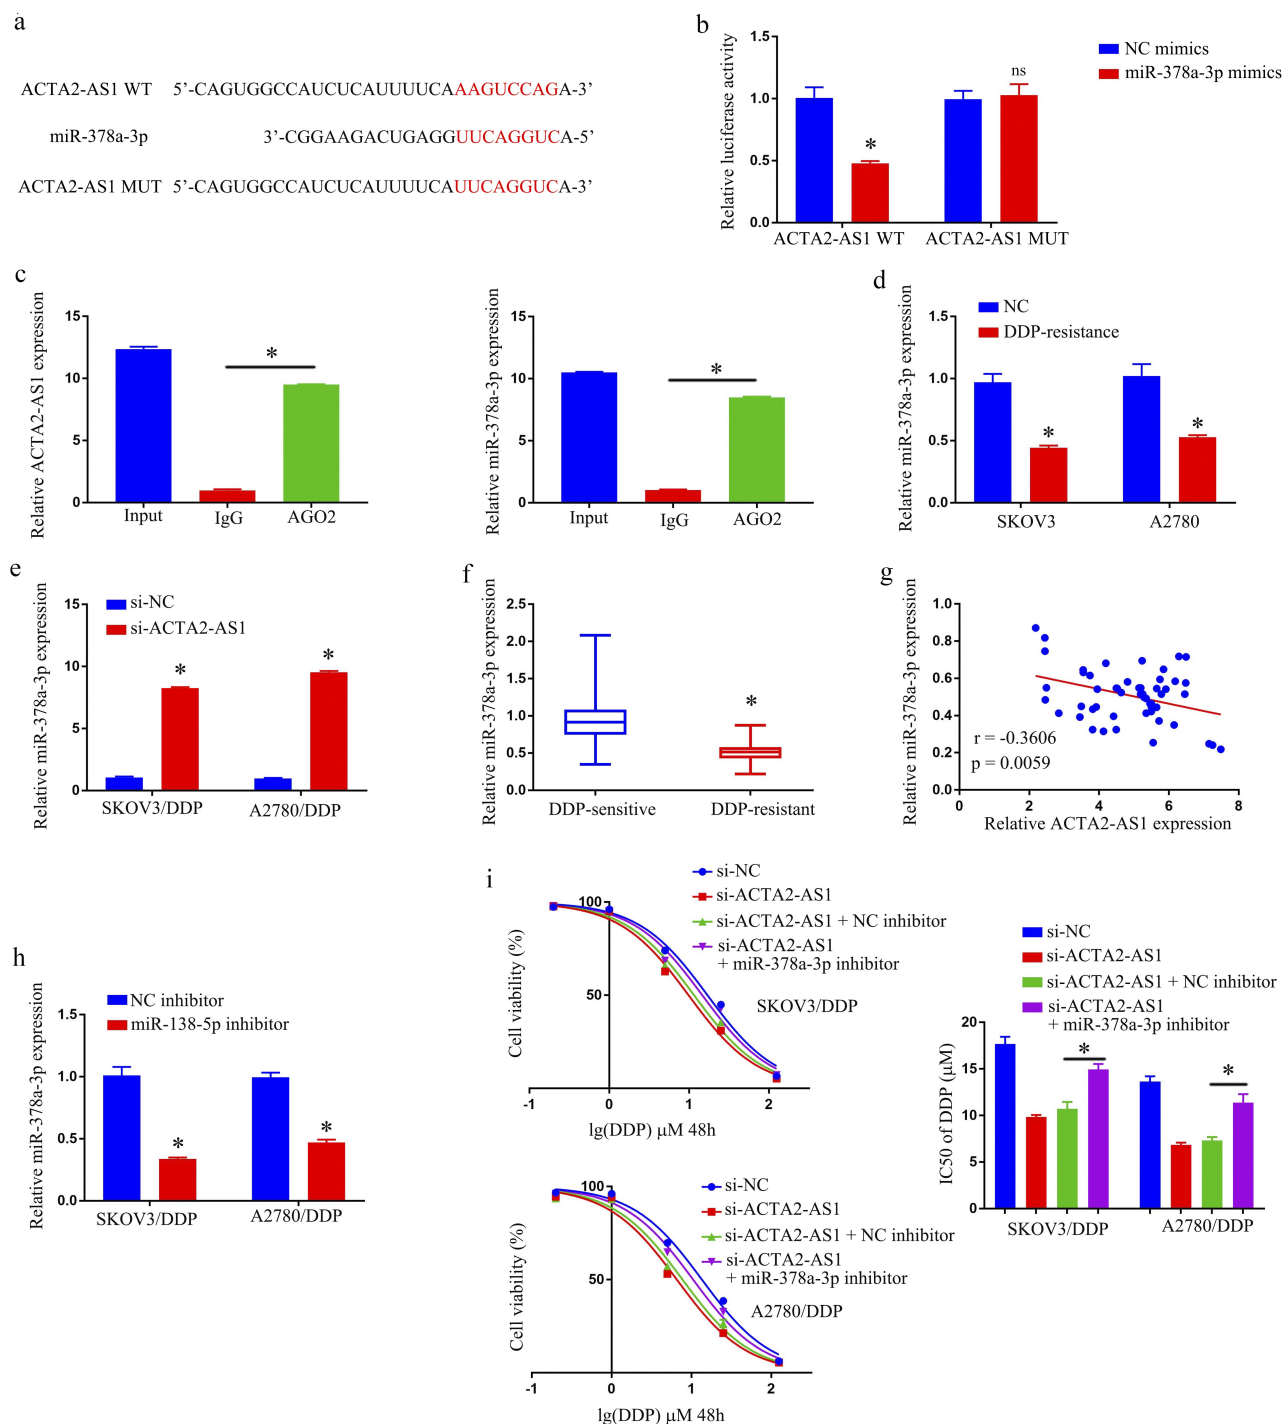 a
ACTA2-AS1 WT 5'-CAGUGGCCAUCUCAUUUUCAAAGUCCAGA-3'
miR-378a-3p 3'-CGGAAGACUGAGGUUCAGGUCA-5'
ACTA2-AS1 MUT 5'-CAGUGGCCAUCUCAUUUUCAUUCAGGUCA-3'
b
Relative luciferase activity
1.5
1.0
0.5
0.0
*
ns
ACTA2-AS1 WT
ACTA2-AS1 MUT
NC mimics
miR-378a-3p mimics
c
Relative ACTA2-AS1 expression
15
10
5
0
*
Input
IgG
AGO2
Relative miR-378a-3p expression
15
10
5
0
*
Input
IgG
AGO2
d
Relative miR-378a-3p expression
1.5
1.0
0.5
0.0
NC
DDP-resistance
*
*
SKOV3
A2780
e
Relative miR-378a-3p expression
15
10
5
0
si-NC
si-ACTA2-AS1
*
*
SKOV3/DDP
A2780/DDP
f
Relative miR-378a-3p expression
2.5
2.0
1.5
1.0
0.5
0.0
*
DDP-sensitive
DDP-resistant
g
Relative miR-378a-3p expression
1.0
0.8
0.6
0.4
0.2
0.0
r = -0.3606
p = 0.0059
0
2
4
6
8
Relative ACTA2-AS1 expression
h
Relative miR-378a-3p expression
1.5
1.0
0.5
0.0
NC inhibitor
miR-138-5p inhibitor
*
*
SKOV3/DDP
A2780/DDP
i
Cell viability (%)
100
50
-1
0
1
2
lg(DDP) μM 48h
si-NC
si-ACTA2-AS1
si-ACTA2-AS1 + NC inhibitor
si-ACTA2-AS1
+ miR-378a-3p inhibitor
SKOV3/DDP
Cell viability (%)
100
50
-1
0
1
2
lg(DDP) μM 48h
si-NC
si-ACTA2-AS1
si-ACTA2-AS1 + NC inhibitor
si-ACTA2-AS1
+ miR-378a-3p inhibitor
A2780/DDP
si-NC
si-ACTA2-AS1
si-ACTA2-AS1 + NC inhibitor
si-ACTA2-AS1
+ miR-378a-3p inhibitor
IC50 of DDP (μM)
20
15
10
5
0
*
*
SKOV3/DDP
A2780/DDP